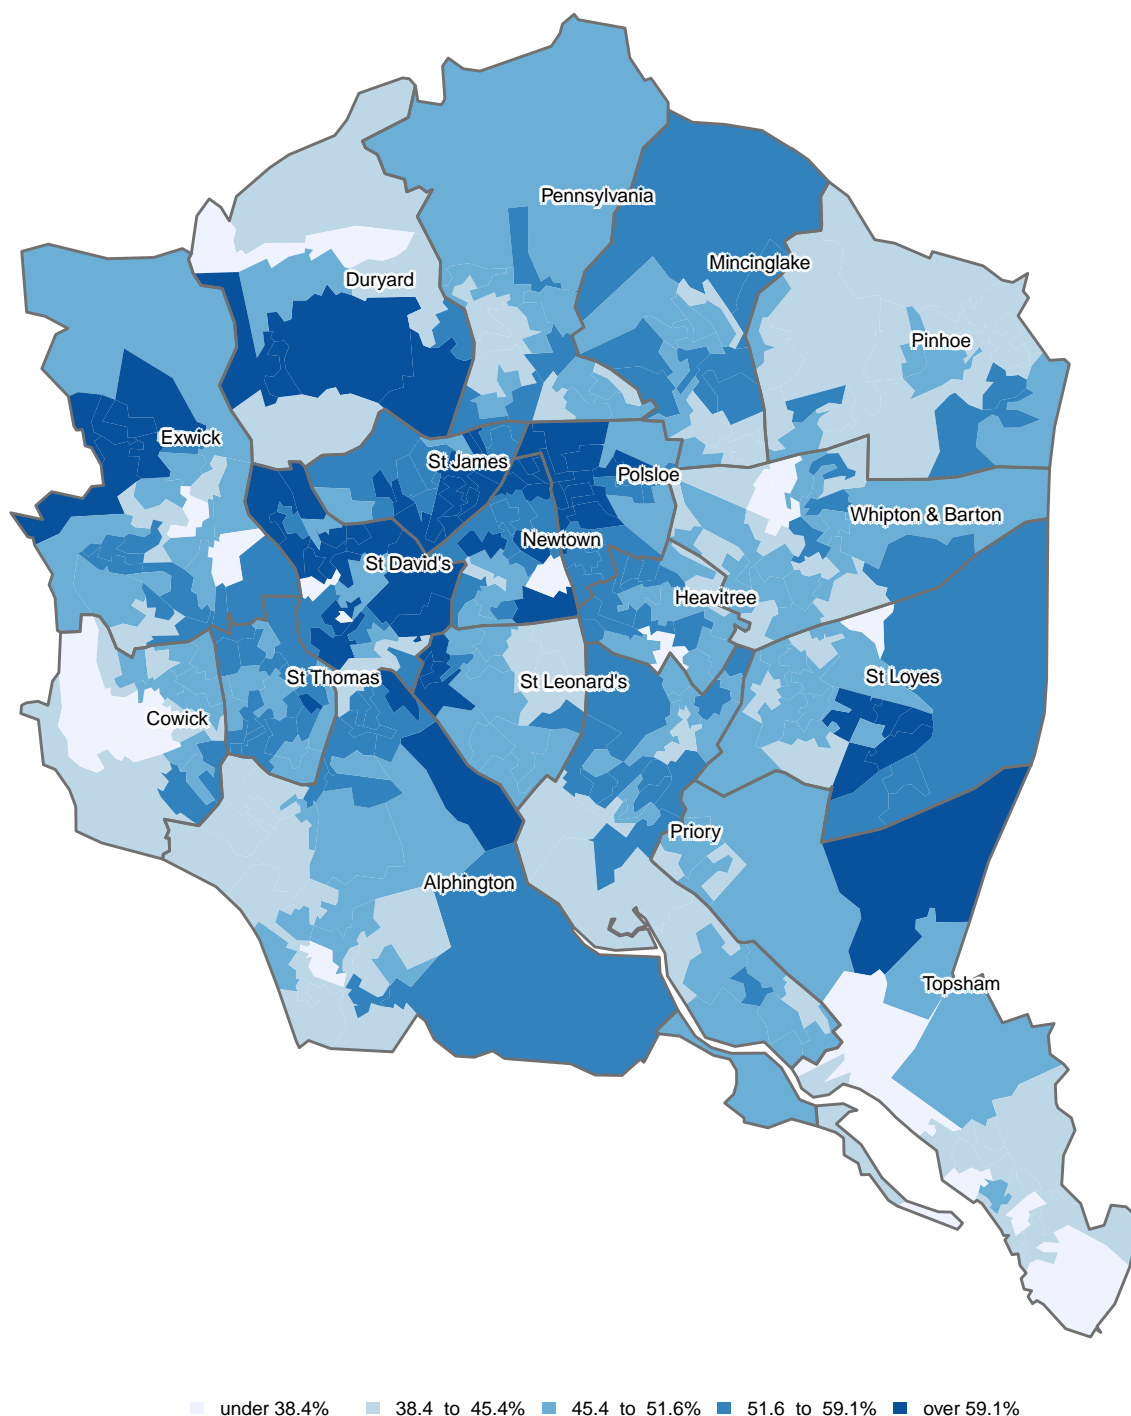 Pennsylvania
Mincinglake
Duryard
Pinhoe
Exwick
St James
Polsloe
Whipton & Barton
Newtown
St David's
Heavitree
St Thomas
St Leonard's
St Loyes
Cowick
Priory
Alphington
Topsham
under 38.4% 38.4 to 45.4% 45.4 to 51.6% 51.6 to 59.1% over 59.1%